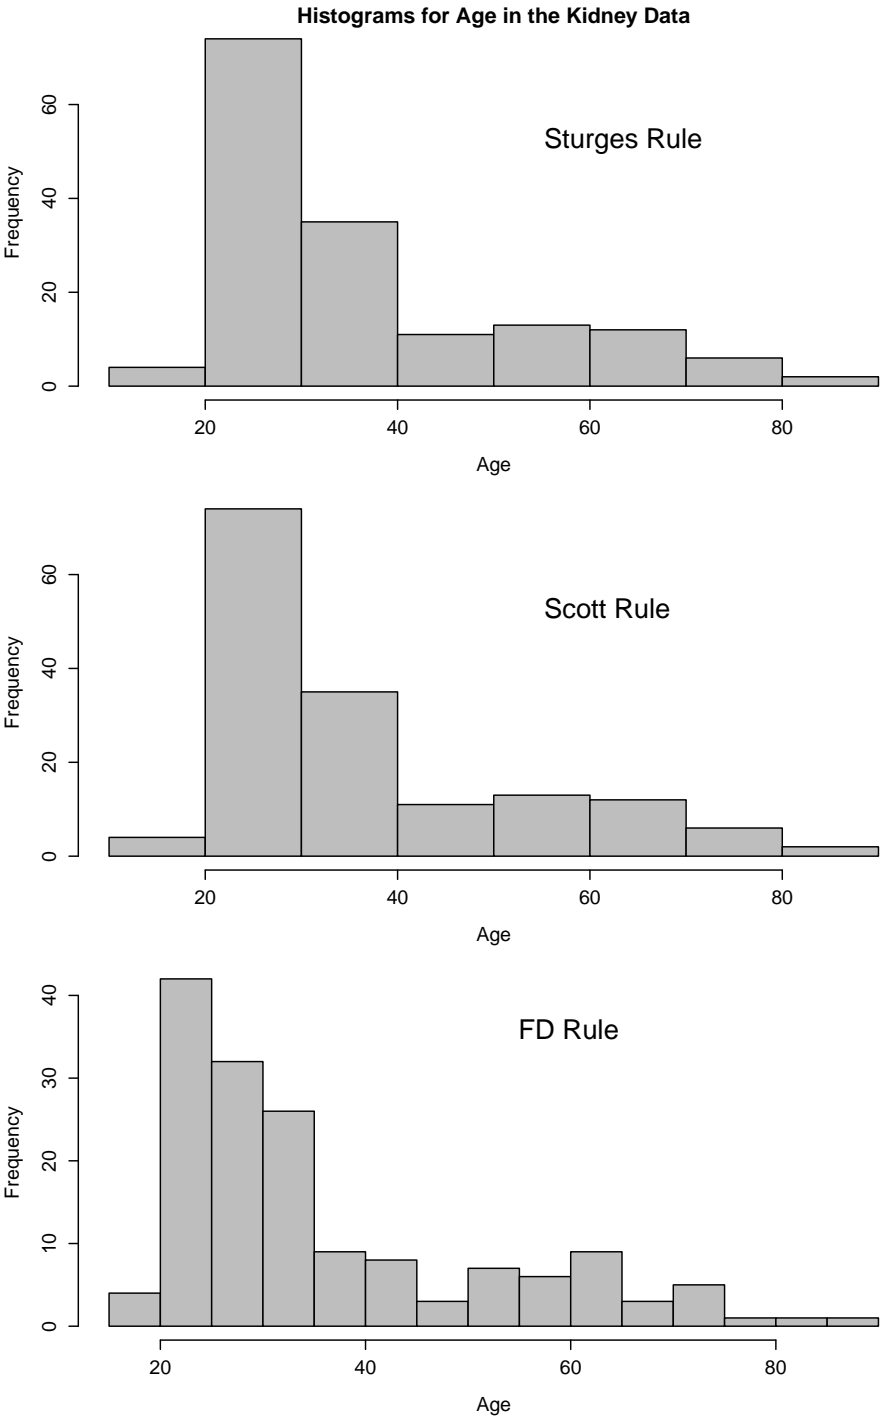 Histograms for Age in the Kidney Data
Sturges Rule
Frequency
0 20 40 60
20 40 60 80
Age
Scott Rule
Frequency
0 20 40 60
20 40 60 80
Age
FD Rule
Frequency
0 10 20 30 40
20 40 60 80
Age